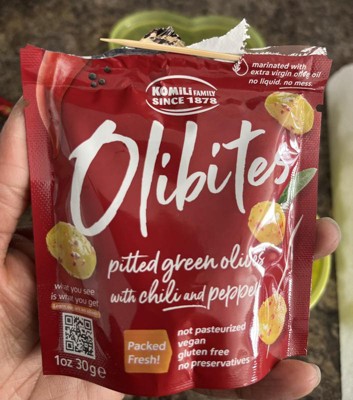 KOMİLİ FAMILY
SINCE 1878
marinated with
extra virgin olive oil
no liquid. no mess.
Olibites
pitted green olives
with chili and pepper
what you see
is what you get
Packed
Fresh!
not pasteurized
vegan
gluten free
no preservatives
1oz 30g e